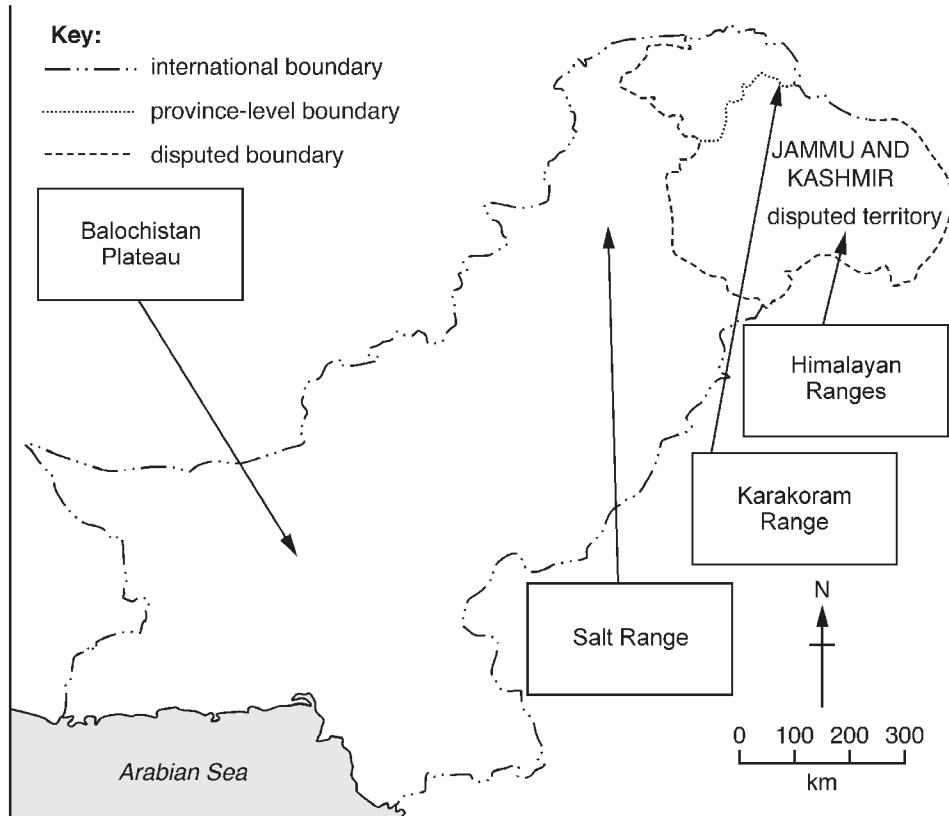 Key:
international boundary
province-level boundary
disputed boundary
JAMMU AND
KASHMIR
disputed territory
Balochistan
Plateau
Himalayan
Ranges
Karakoram
Range
Salt Range
N
0 100 200 300
km
Arabian Sea